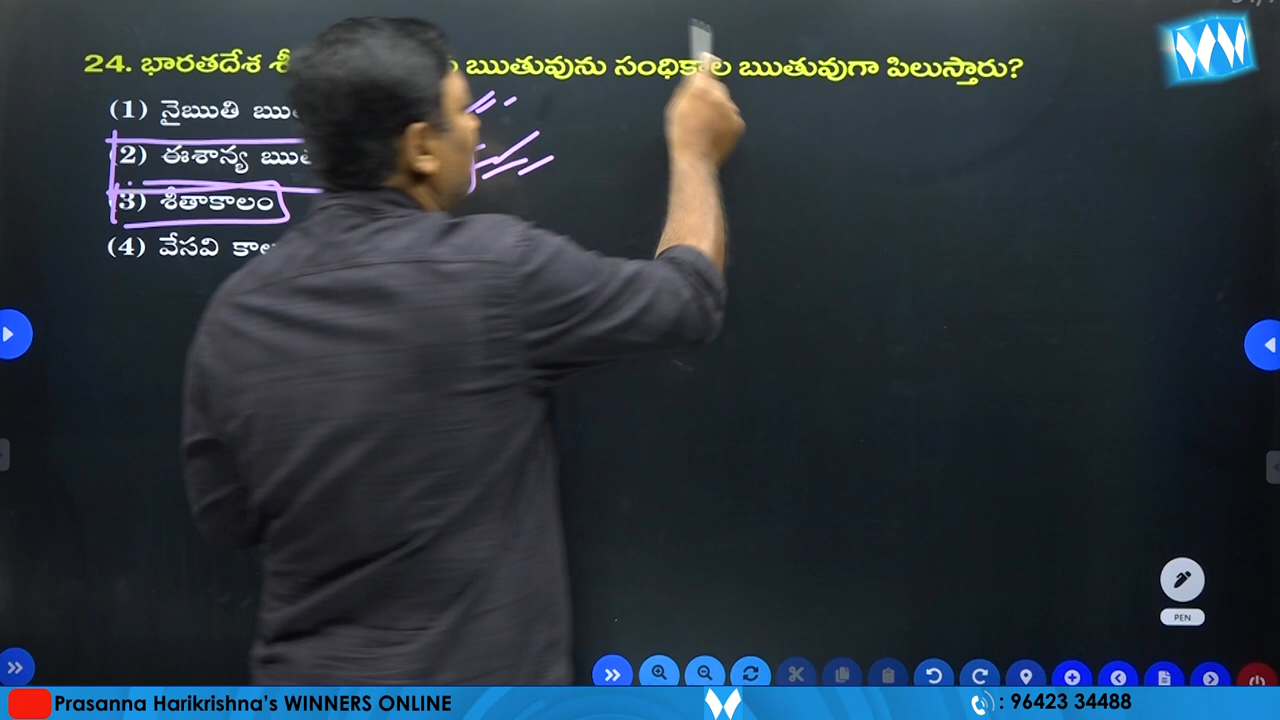 24. భారతదేశ ఋతువును సంధికాల ఋతువుగా పిలుస్తారు?
(1) నైఋతి
(2) ఈశాన్య
(3) శీతాకాలం
(4) వేసవి
PEN
Prasanna Harikrishna's WINNERS ONLINE
: 96423 34488